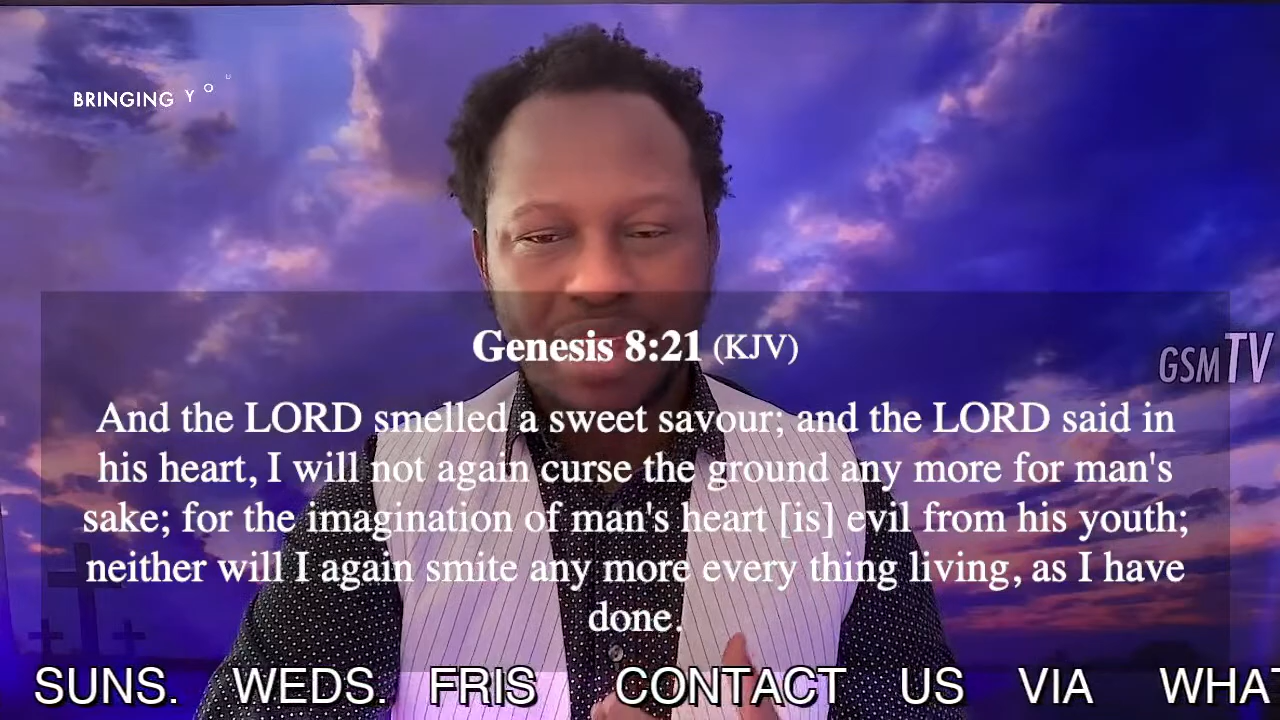 BRINGING YOU
Genesis 8:21 (KJV)
GSMTV
And the LORD smelled a sweet savour; and the LORD said in
his heart, I will not again curse the ground any more for man's
sake; for the imagination of man's heart [is] evil from his youth;
neither will I again smite any more every thing living, as I have
done.
SUNS. WEDS. FRIS CONTACT US VIA WHAT